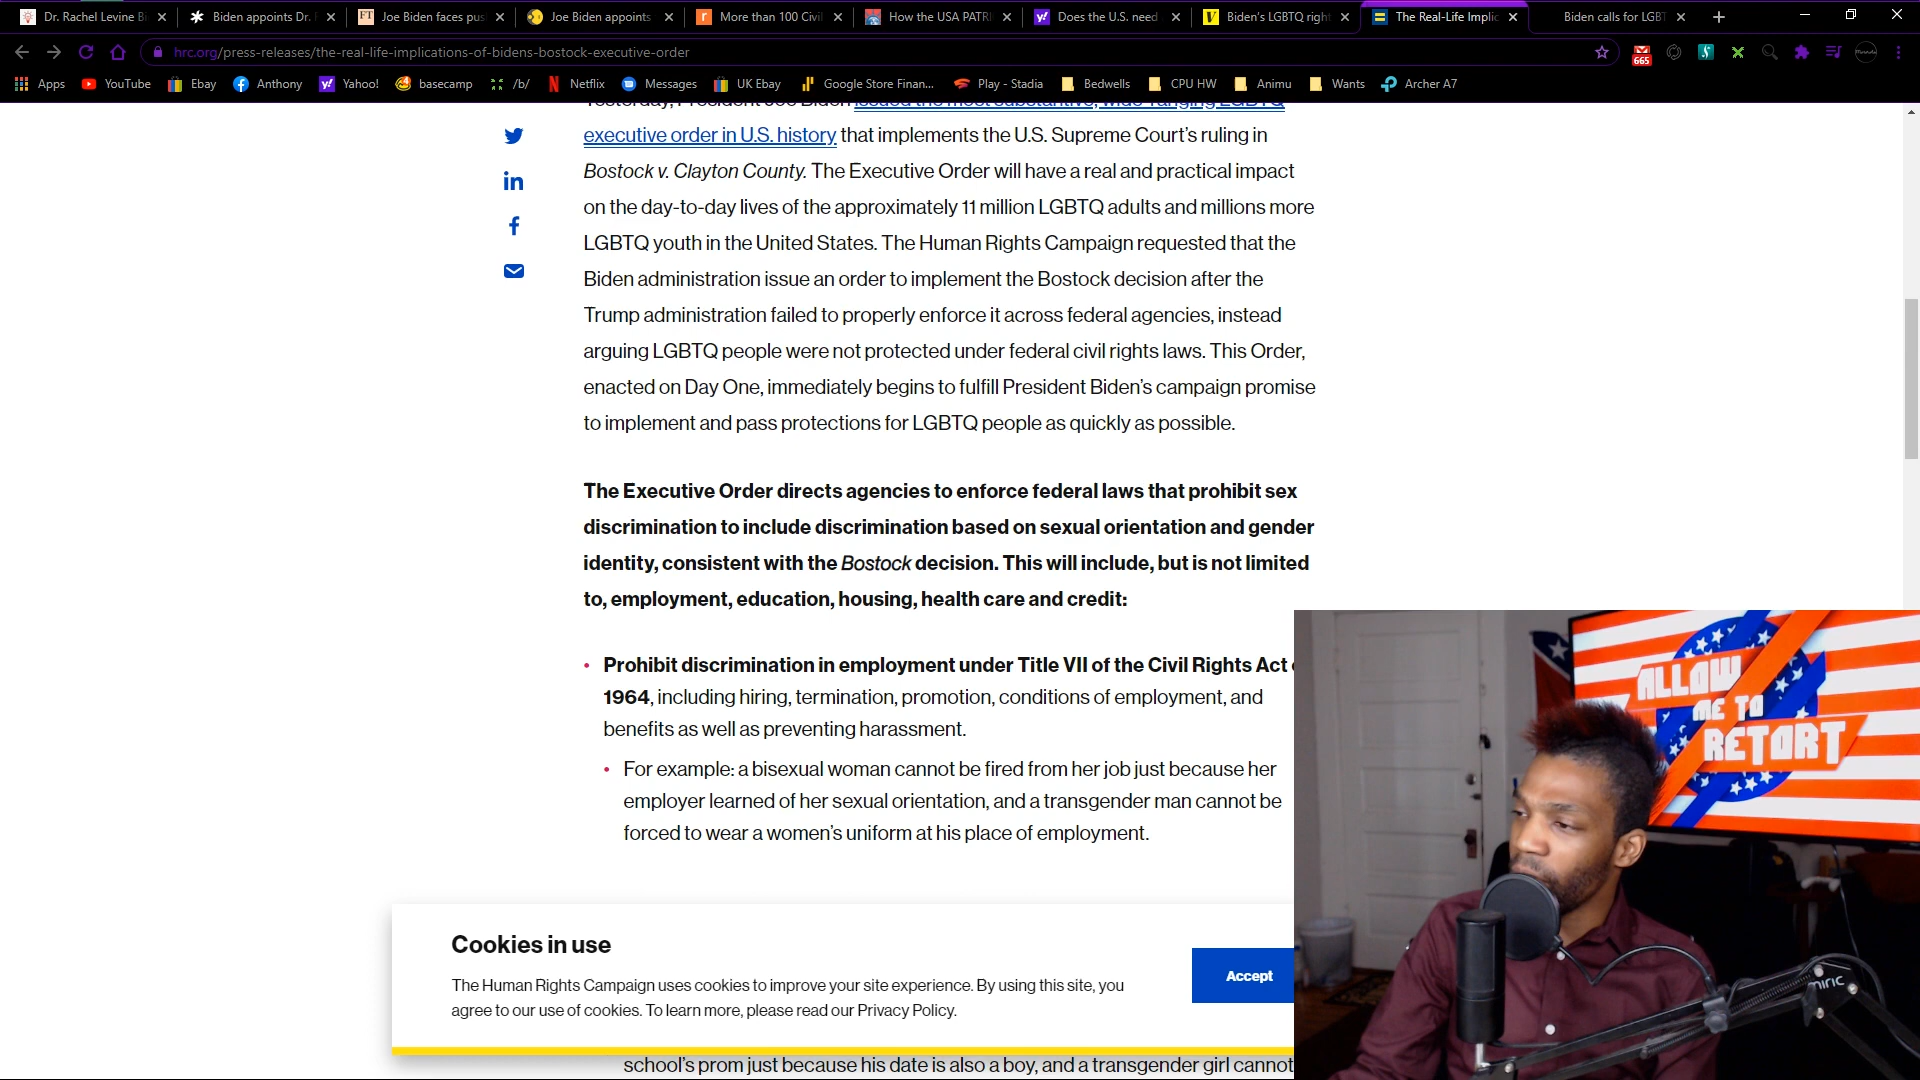 Dr. Rachel Levine Bi
Biden appoints Dr.
Joe Biden faces pus
Joe Biden appoints
More than 100 Civil
How the USA PATRI
Does the U.S. need
Biden's LGBTQ right
The Real-Life Implic
Biden calls for LGBT
hrc.org/press-releases/the-real-life-implications-of-bidens-bostock-executive-order
665
Apps
YouTube
Ebay
Anthony
Yahoo!
basecamp
/b/
Netflix
Messages
UK Ebay
Google Store Finan...
Play - Stadia
Bedwells
CPU HW
Animu
Wants
Archer A7
Yesterday, President Joe Biden issued the most substantive, wide-ranging LGBTQ
executive order in U.S. history that implements the U.S. Supreme Court's ruling in
Bostock v. Clayton County. The Executive Order will have a real and practical impact
on the day-to-day lives of the approximately 11 million LGBTQ adults and millions more
LGBTQ youth in the United States. The Human Rights Campaign requested that the
Biden administration issue an order to implement the Bostock decision after the
Trump administration failed to properly enforce it across federal agencies, instead
arguing LGBTQ people were not protected under federal civil rights laws. This Order,
enacted on Day One, immediately begins to fulfill President Biden's campaign promise
to implement and pass protections for LGBTQ people as quickly as possible.
The Executive Order directs agencies to enforce federal laws that prohibit sex
discrimination to include discrimination based on sexual orientation and gender
identity, consistent with the Bostock decision. This will include, but is not limited
to, employment, education, housing, health care and credit:
• Prohibit discrimination in employment under Title VII of the Civil Rights Act
1964, including hiring, termination, promotion, conditions of employment, and
benefits as well as preventing harassment.
• For example: a bisexual woman cannot be fired from her job just because her
employer learned of her sexual orientation, and a transgender man cannot be
forced to wear a women's uniform at his place of employment.
Cookies in use
The Human Rights Campaign uses cookies to improve your site experience. By using this site, you
agree to our use of cookies. To learn more, please read our Privacy Policy.
Accept
school's prom just because his date is also a boy, and a transgender girl cannot
ALLOW
ME TO
RETORT